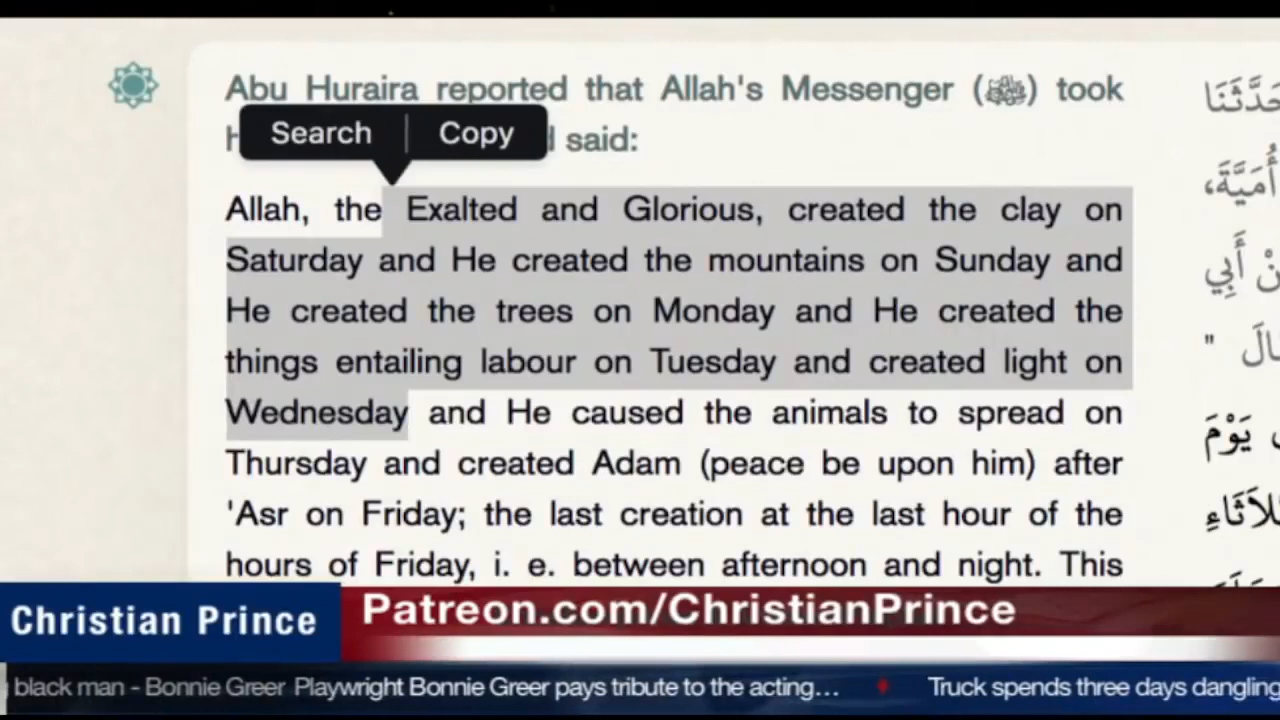 Abu Huraira reported that Allah's Messenger (ﷺ) took
Search
Copy
said:
Allah, the Exalted and Glorious, created the clay on
Saturday and He created the mountains on Sunday and
He created the trees on Monday and He created the
things entailing labour on Tuesday and created light on
Wednesday and He caused the animals to spread on
Thursday and created Adam (peace be upon him) after
'Asr on Friday; the last creation at the last hour of the
hours of Friday, i. e. between afternoon and night. This
حَدَّثَنَا
أُمَيَّةَ،
أَبِي
يَوْمَ
Christian Prince
Patreon.com/ChristianPrince
black man - Bonnie Greer Playwright Bonnie Greer pays tribute to the acting... Truck spends three days dangling